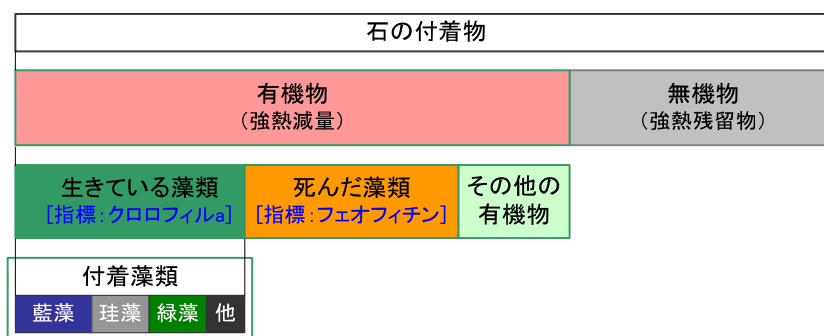 石の付着物
有機物
（強熱減量）
無機物
（強熱残留物）
生きている藻類
［指標：クロロフィルa］
死んだ藻類
［指標：フェオフィチン］
その他の
有機物
付着藻類
藍藻
珪藻
緑藻
他